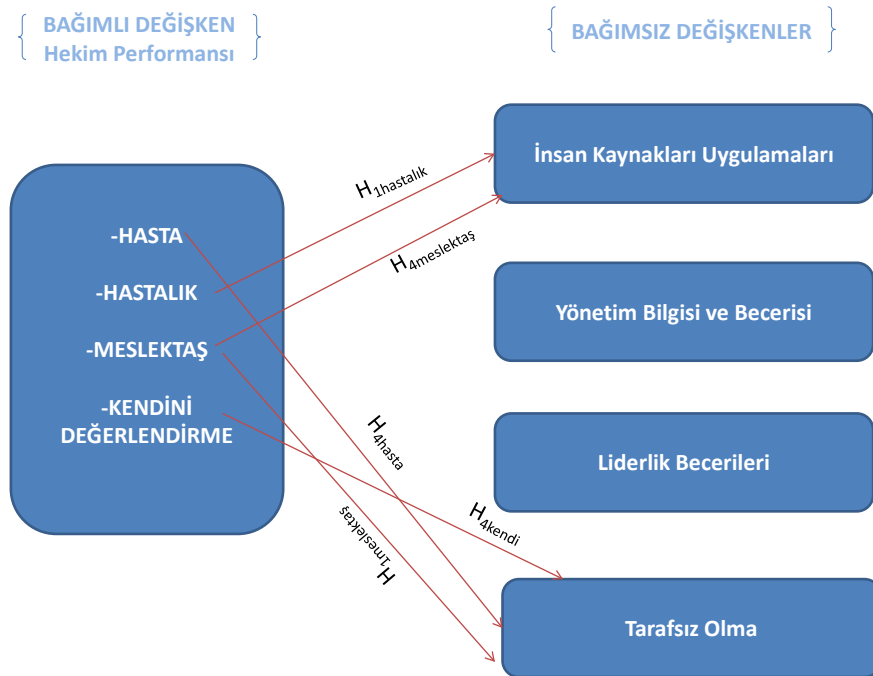 BAĞIMLI DEĞİŞKEN
Hekim Performansı
BAĞIMSIZ DEĞİŞKENLER
-HASTA
-HASTALIK
-MESLEKTAŞ
-KENDİNİ
DEĞERLENDİRME
H1hastalık
H4meslektaş
H4hasta
H1meslektaş
H4kendi
İnsan Kaynakları Uygulamaları
Yönetim Bilgisi ve Becerisi
Liderlik Becerileri
Tarafsız Olma